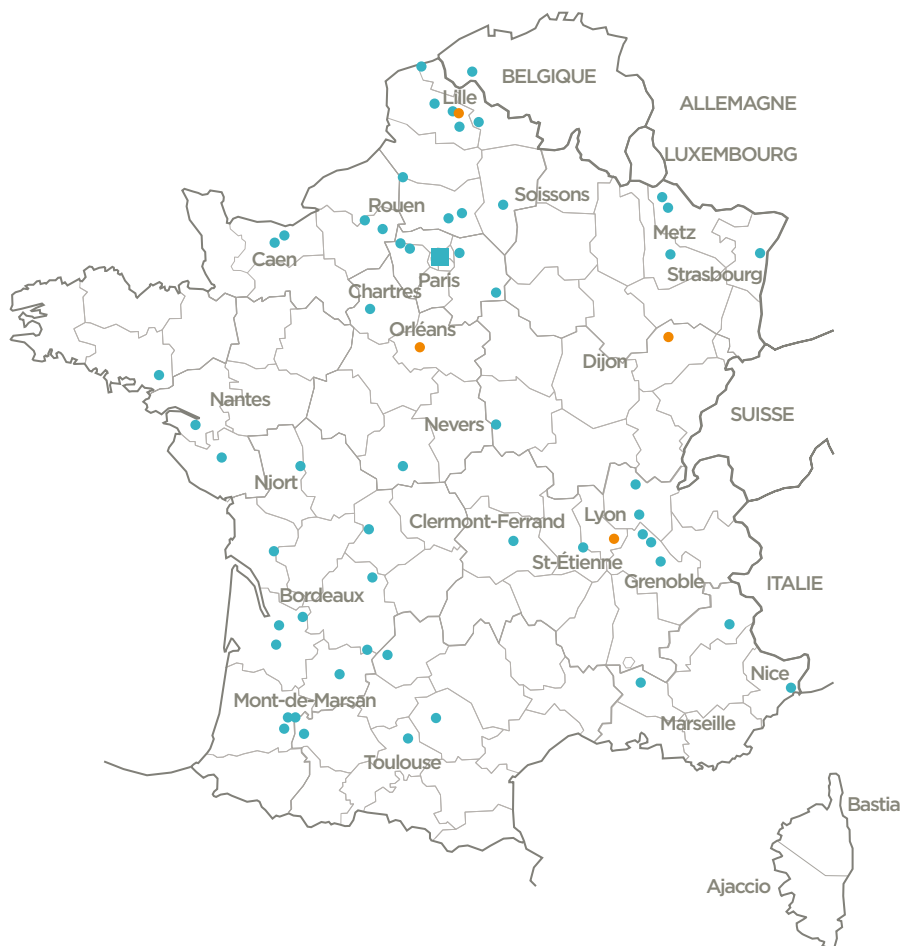 BELGIQUE
Lille
ALLEMAGNE
LUXEMBOURG
Soissons
Rouen
Metz
Caen
Strasbourg
Paris
Chartres
Orléans
Dijon
Nantes
SUISSE
Nevers
Niort
Clermont-Ferrand
Lyon
St-Étienne
Grenoble
ITALIE
Bordeaux
Nice
Mont-de-Marsan
Marseille
Toulouse
Bastia
Ajaccio